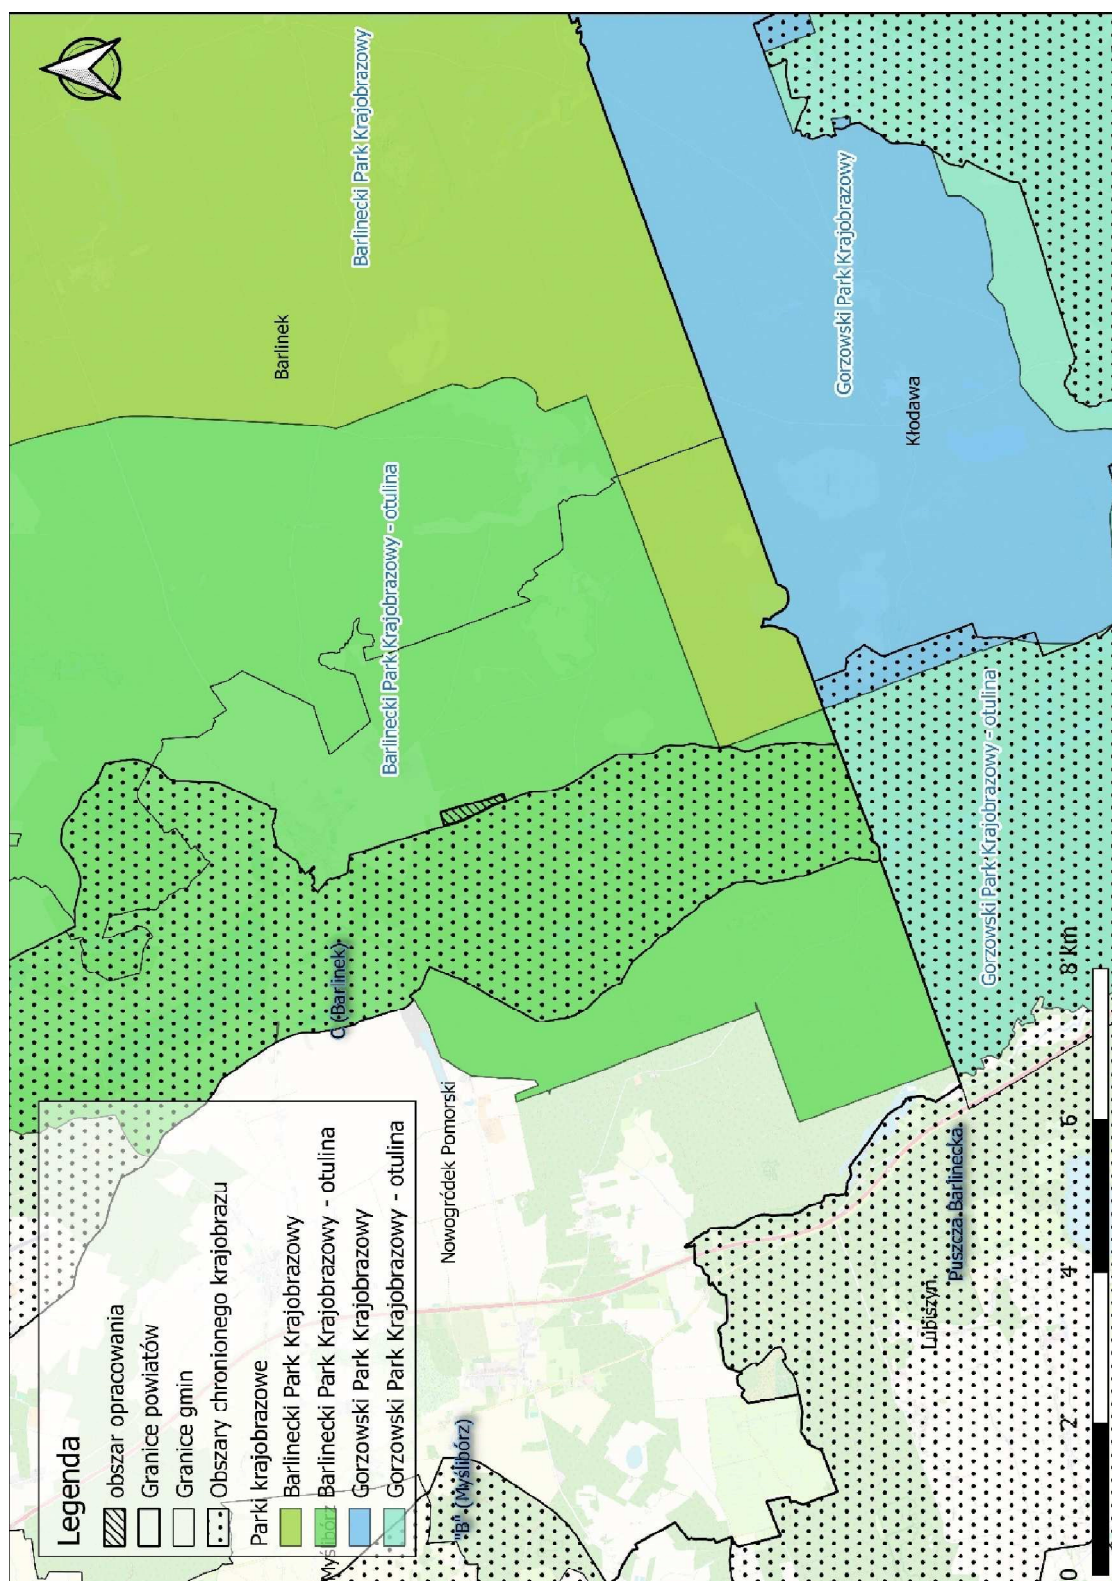 Legenda
obszar opracowania
Granice powiatów
Granice gmin
Obszary chronionego krajobrazu
Parki krajobrazowe
Barlinecki Park Krajobrazowy
Barlinecki Park Krajobrazowy - otulina
Gorzowski Park Krajobrazowy
Gorzowski Park Krajobrazowy - otulina
Myślibórz
"B" (Myślibórz)
Nowogródek Pomorski
C (Barlinek)
Barlinek
Barlinecki Park Krajobrazowy
Barlinecki Park Krajobrazowy - otulina
Gorzowski Park Krajobrazowy
Kłodawa
Gorzowski Park Krajobrazowy - otulina
Lubiszyn
Puszcza Barlinecka
0 2 4 6 8 km